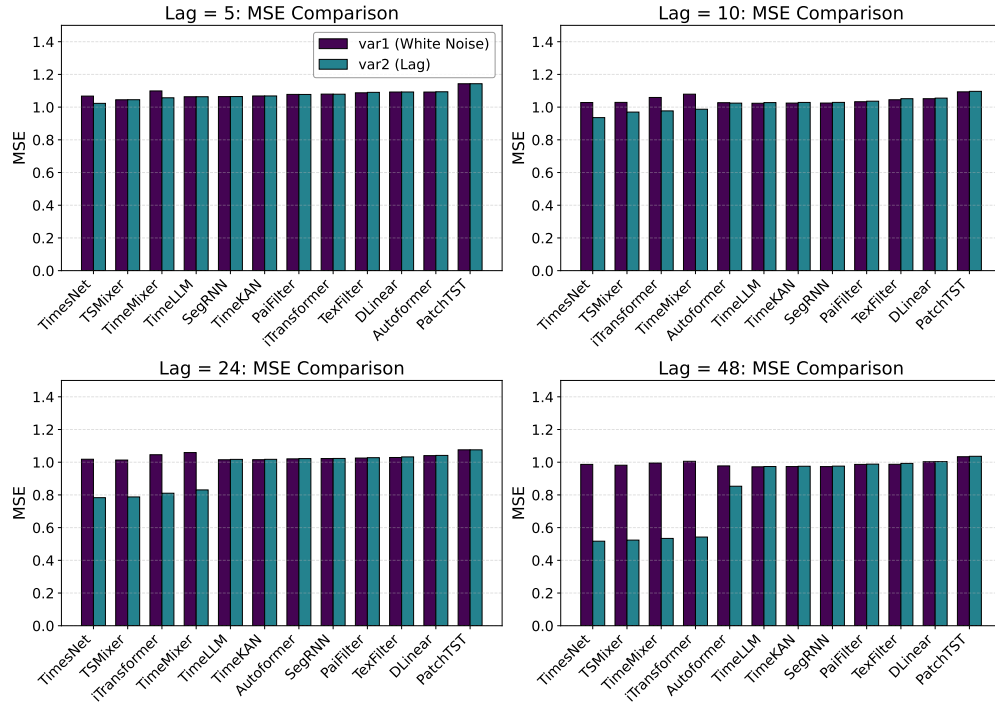 Lag = 5: MSE Comparison
MSE
1.4
1.2
1.0
0.8
0.6
0.4
0.2
0.0
var1 (White Noise)
var2 (Lag)
TimesNet
TSMixer
TimeMixer
TimeLLM
SegRNN
TimeKAN
PaiFilter
iTransformer
TexFilter
DLinear
Autoformer
PatchTST
Lag = 10: MSE Comparison
MSE
1.4
1.2
1.0
0.8
0.6
0.4
0.2
0.0
TimesNet
TSMixer
iTransformer
TimeMixer
Autoformer
TimeLLM
TimeKAN
SegRNN
PaiFilter
TexFilter
DLinear
PatchTST
Lag = 24: MSE Comparison
MSE
1.4
1.2
1.0
0.8
0.6
0.4
0.2
0.0
TimesNet
TSMixer
iTransformer
TimeMixer
TimeLLM
TimeKAN
Autoformer
SegRNN
PaiFilter
TexFilter
DLinear
PatchTST
Lag = 48: MSE Comparison
MSE
1.4
1.2
1.0
0.8
0.6
0.4
0.2
0.0
TimesNet
TSMixer
iTransformer
TimeMixer
Autoformer
TimeLLM
TimeKAN
SegRNN
PaiFilter
TexFilter
DLinear
PatchTST